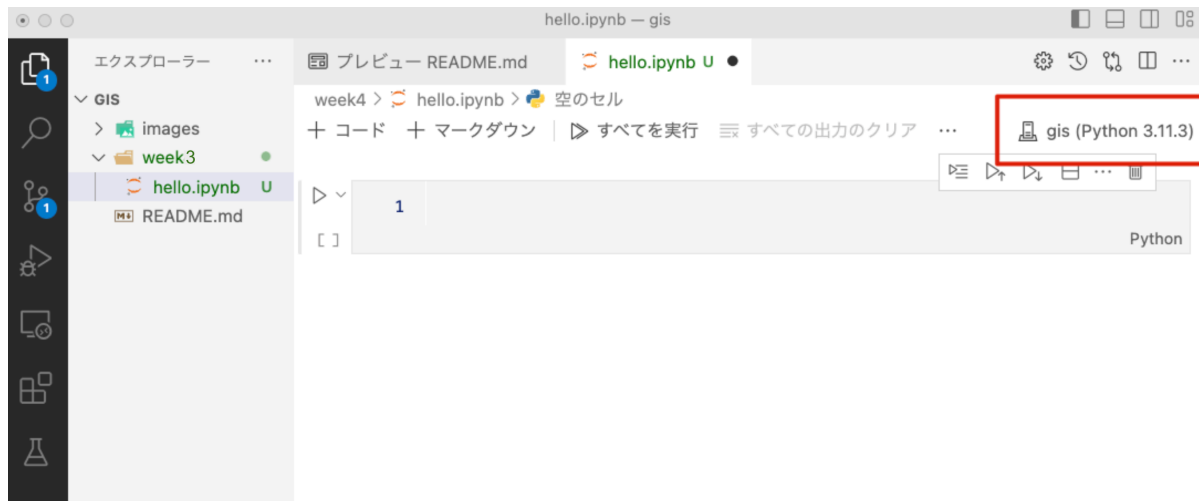 hello.ipynb — gis
エクスプローラー ...
プレビュー README.md
hello.ipynb U
1
GIS
week4 > hello.ipynb > 空のセル
images
+ コード + マークダウン すべてを実行 すべての出力のクリア ... gis (Python 3.11.3)
week3
hello.ipynb U
1
README.md
[ ]
Python
1